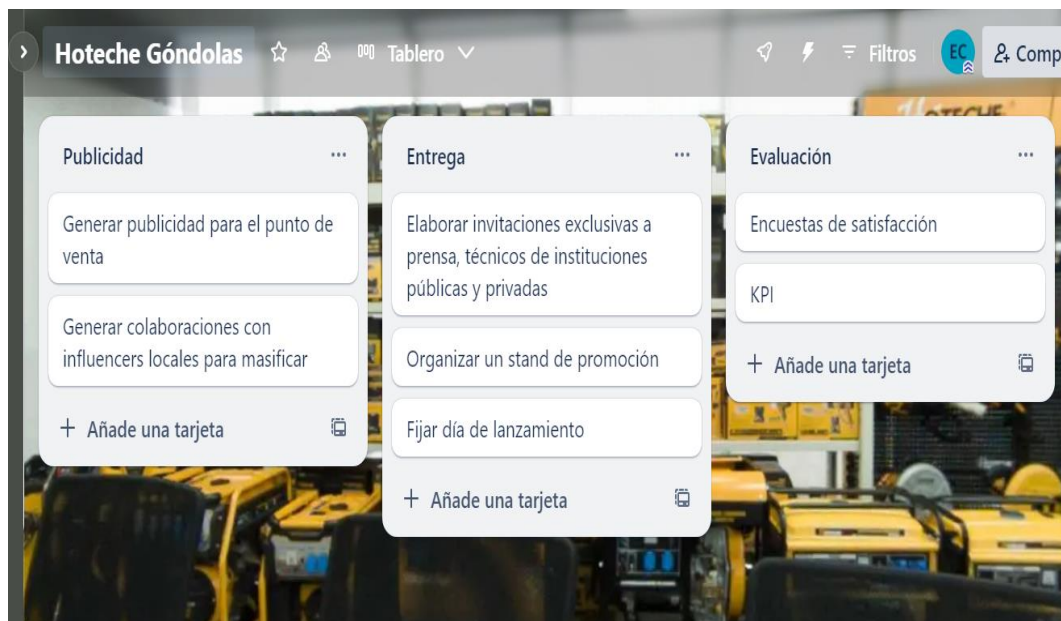 Hoteche Góndolas
Tablero
Filtros
EC
Comp
HOTECHE
Publicidad
Generar publicidad para el punto de
venta
Generar colaboraciones con
influencers locales para masificar
+ Añade una tarjeta
Entrega
Elaborar invitaciones exclusivas a
prensa, técnicos de instituciones
públicas y privadas
Organizar un stand de promoción
Fijar día de lanzamiento
+ Añade una tarjeta
Evaluación
Encuestas de satisfacción
KPI
+ Añade una tarjeta